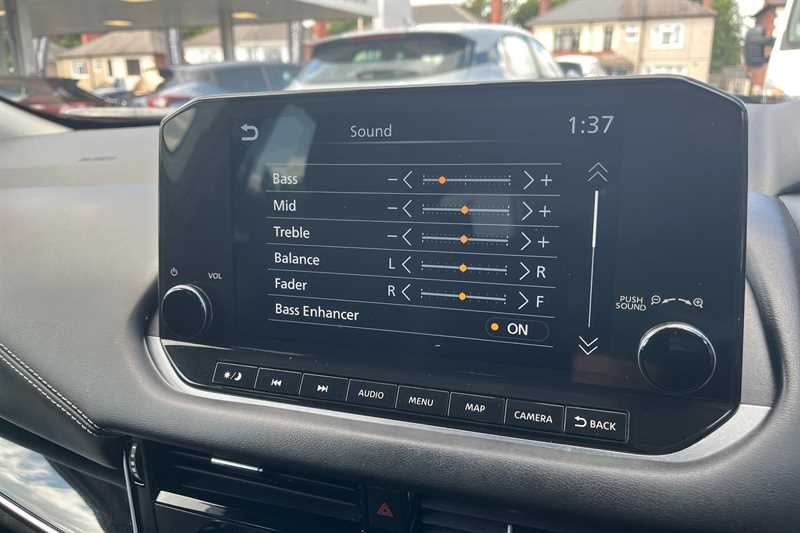 Sound 1:37
Bass - +
Mid - +
Treble - +
Balance L R
Fader R F
Bass Enhancer ON
VOL
PUSH
SOUND
AUDIO MENU MAP CAMERA BACK